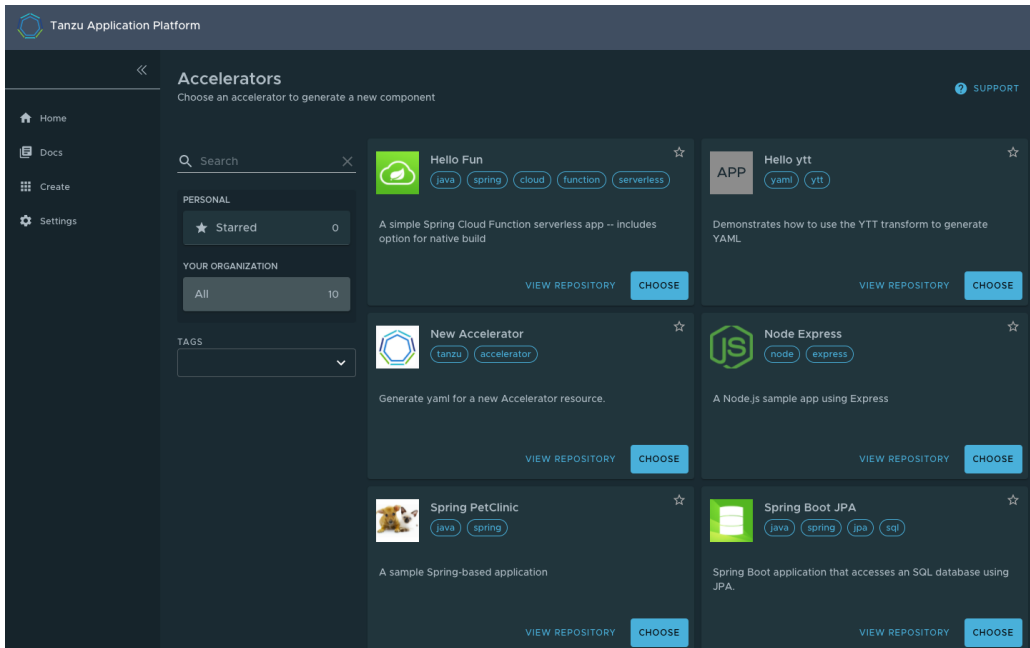 Tanzu Application Platform
Home
Docs
Create
Settings
Accelerators
Choose an accelerator to generate a new component
SUPPORT
Search
PERSONAL
Starred 0
YOUR ORGANIZATION
All 10
TAGS
Hello Fun
java spring cloud function serverless
A simple Spring Cloud Function serverless app -- includes
option for native build
VIEW REPOSITORY CHOOSE
APP
Hello ytt
yaml ytt
Demonstrates how to use the YTT transform to generate
YAML
VIEW REPOSITORY CHOOSE
New Accelerator
tanzu accelerator
Generate yaml for a new Accelerator resource.
VIEW REPOSITORY CHOOSE
JS
Node Express
node express
A Node.js sample app using Express
VIEW REPOSITORY CHOOSE
Spring PetClinic
java spring
A sample Spring-based application
VIEW REPOSITORY CHOOSE
Spring Boot JPA
java spring jpa sql
Spring Boot application that accesses an SQL database using
JPA.
VIEW REPOSITORY CHOOSE